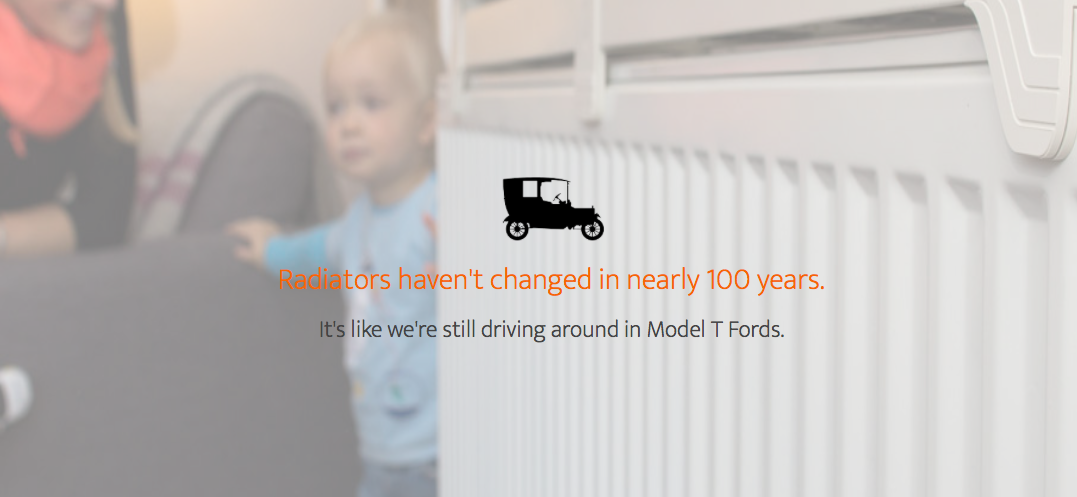 Radiators haven't changed in nearly 100 years.
It's like we're still driving around in Model T Fords.